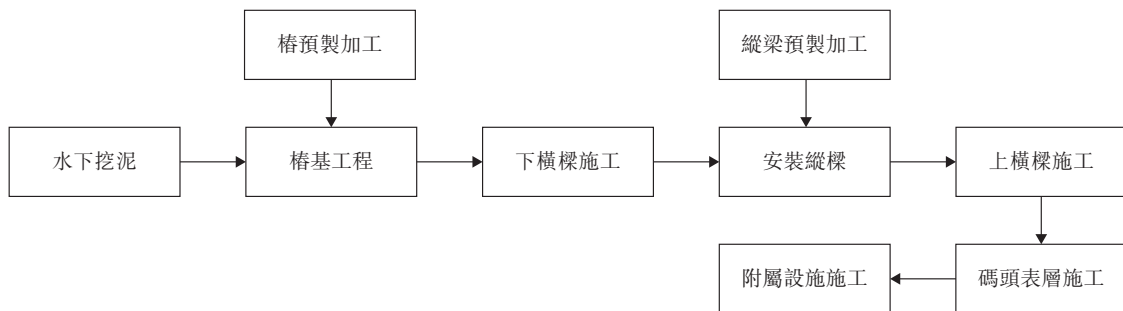 樁預製加工
縱梁預製加工
水下挖泥
樁基工程
下橫樑施工
安裝縱樑
上橫樑施工
附屬設施施工
碼頭表層施工